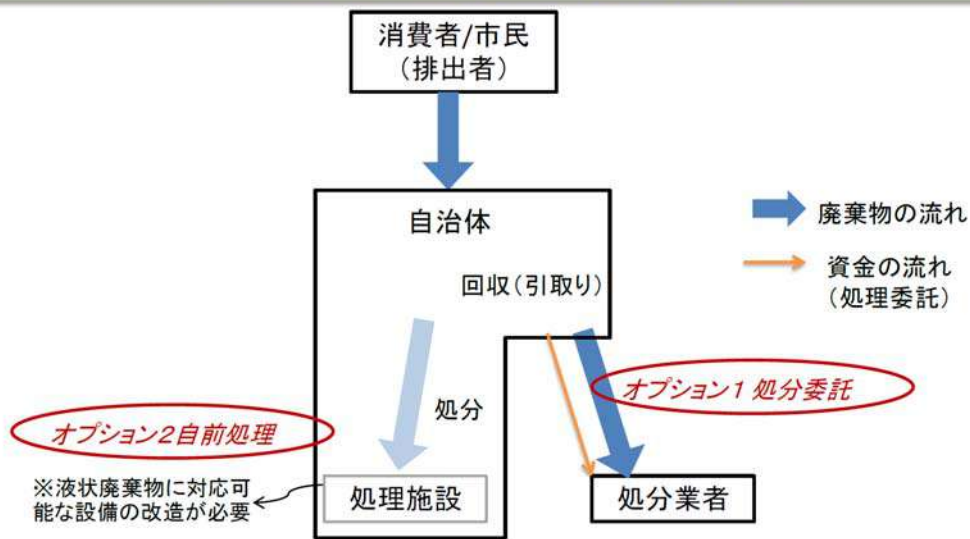 消費者/市民
（排出者）
自治体
回収（引取り）
廃棄物の流れ
資金の流れ
（処理委託）
オプション1 処分委託
処分
オプション２自前処理
※液状廃棄物に対応可
能な設備の改造が必要
処理施設
処分業者